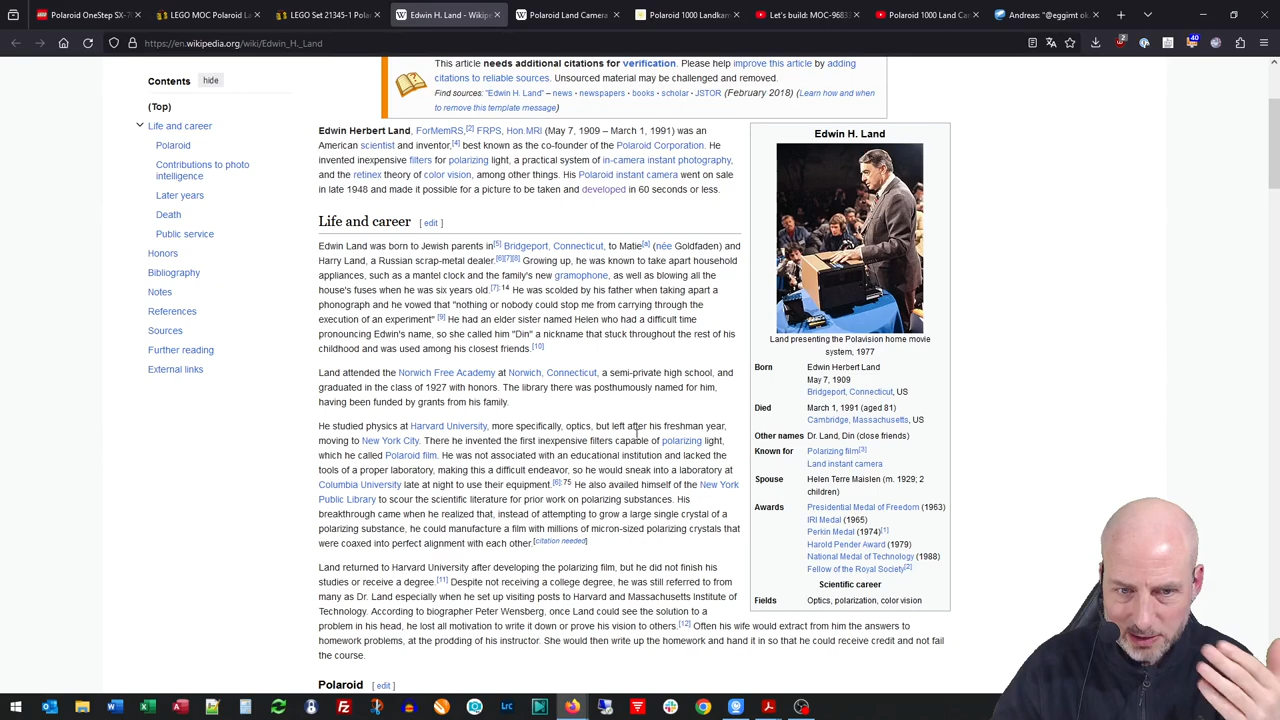 Polaroid OneStep SX-70
LEGO MOC Polaroid L
LEGO Set 21345-1 Pola
Edwin H. Land - Wikipe
Polaroid Land Camera
Polaroid 1000 Landkam
Let's build: MOC-96833
Polaroid 1000 Land Car
Andreas: "@eggimt ok
https://en.wikipedia.org/wiki/Edwin_H._Land
2
40
Contents hide
(Top)
Life and career
Polaroid
Contributions to photo
intelligence
Later years
Death
Public service
Honors
Bibliography
Notes
References
Sources
Further reading
External links
This article needs additional citations for verification. Please help improve this article by adding
citations to reliable sources. Unsourced material may be challenged and removed.
Find sources: "Edwin H. Land" – news · newspapers · books · scholar · JSTOR (February 2018) (Learn how and when
to remove this template message)
Edwin Herbert Land, ForMemRS,[2] FRPS, Hon.MRI (May 7, 1909 – March 1, 1991) was an
American scientist and inventor,[4] best known as the co-founder of the Polaroid Corporation. He
invented inexpensive filters for polarizing light, a practical system of in-camera instant photography,
and the retinex theory of color vision, among other things. His Polaroid instant camera went on sale
in late 1948 and made it possible for a picture to be taken and developed in 60 seconds or less.
Life and career [ edit ]
Edwin Land was born to Jewish parents in[5] Bridgeport, Connecticut, to Matie[a] (née Goldfaden) and
Harry Land, a Russian scrap-metal dealer.[6][7][8] Growing up, he was known to take apart household
appliances, such as a mantel clock and the family's new gramophone, as well as blowing all the
house's fuses when he was six years old.[7]: 14 He was scolded by his father when taking apart a
phonograph and he vowed that "nothing or nobody could stop me from carrying through the
execution of an experiment" [9] He had an elder sister named Helen who had a difficult time
pronouncing Edwin's name, so she called him "Din" a nickname that stuck throughout the rest of his
childhood and was used among his closest friends.[10]
Land attended the Norwich Free Academy at Norwich, Connecticut, a semi-private high school, and
graduated in the class of 1927 with honors. The library there was posthumously named for him,
having been funded by grants from his family.
He studied physics at Harvard University, more specifically, optics, but left after his freshman year,
moving to New York City. There he invented the first inexpensive filters capable of polarizing light,
which he called Polaroid film. He was not associated with an educational institution and lacked the
tools of a proper laboratory, making this a difficult endeavor, so he would sneak into a laboratory at
Columbia University late at night to use their equipment.[6]: 75 He also availed himself of the New York
Public Library to scour the scientific literature for prior work on polarizing substances. His
breakthrough came when he realized that, instead of attempting to grow a large single crystal of a
polarizing substance, he could manufacture a film with millions of micron-sized polarizing crystals that
were coaxed into perfect alignment with each other.[citation needed]
Land returned to Harvard University after developing the polarizing film, but he did not finish his
studies or receive a degree.[11] Despite not receiving a college degree, he was still referred to from
many as Dr. Land especially when he set up visiting posts to Harvard and Massachusetts Institute of
Technology. According to biographer Peter Wensberg, once Land could see the solution to a
problem in his head, he lost all motivation to write it down or prove his vision to others.[12] Often his wife would extract from him the answers to
homework problems, at the prodding of his instructor. She would then write up the homework and hand it in so that he could receive credit and not fail
the course.
Polaroid [ edit ]
Edwin H. Land
Land presenting the Polavision home movie
system, 1977
Born Edwin Herbert Land
May 7, 1909
Bridgeport, Connecticut, US
Died March 1, 1991 (aged 81)
Cambridge, Massachusetts, US
Other names Dr. Land, Din (close friends)
Known for Polarizing film[3]
Land instant camera
Spouse Helen Terre Maislen (m. 1929; 2
children)
Awards Presidential Medal of Freedom (1963)
IRI Medal (1965)
Perkin Medal (1974)[1]
Harold Pender Award (1979)
National Medal of Technology (1988)
Fellow of the Royal Society[2]
Scientific career
Fields Optics, polarization, color vision
LC